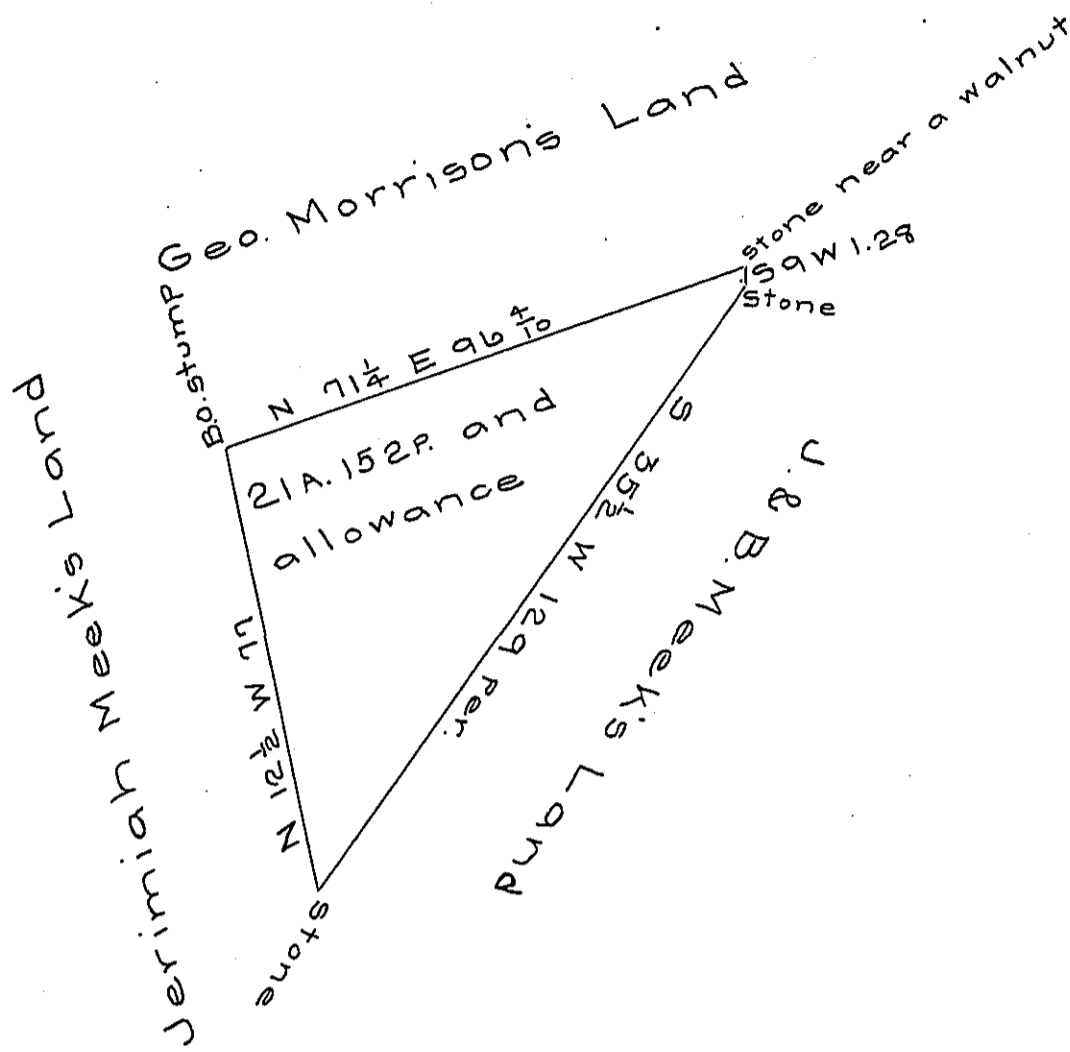 Geo. Morrison's Land
stone near a walnut
S 9 W 1.28
Stone
B.O. stump
N 71¼ E 96 4/10
21A. 152P. and
allowance
S 35½ W 129 Per.
J. & B. Meek's Land
N 12½ W 77
Jerimiah Meek's Land
Stone